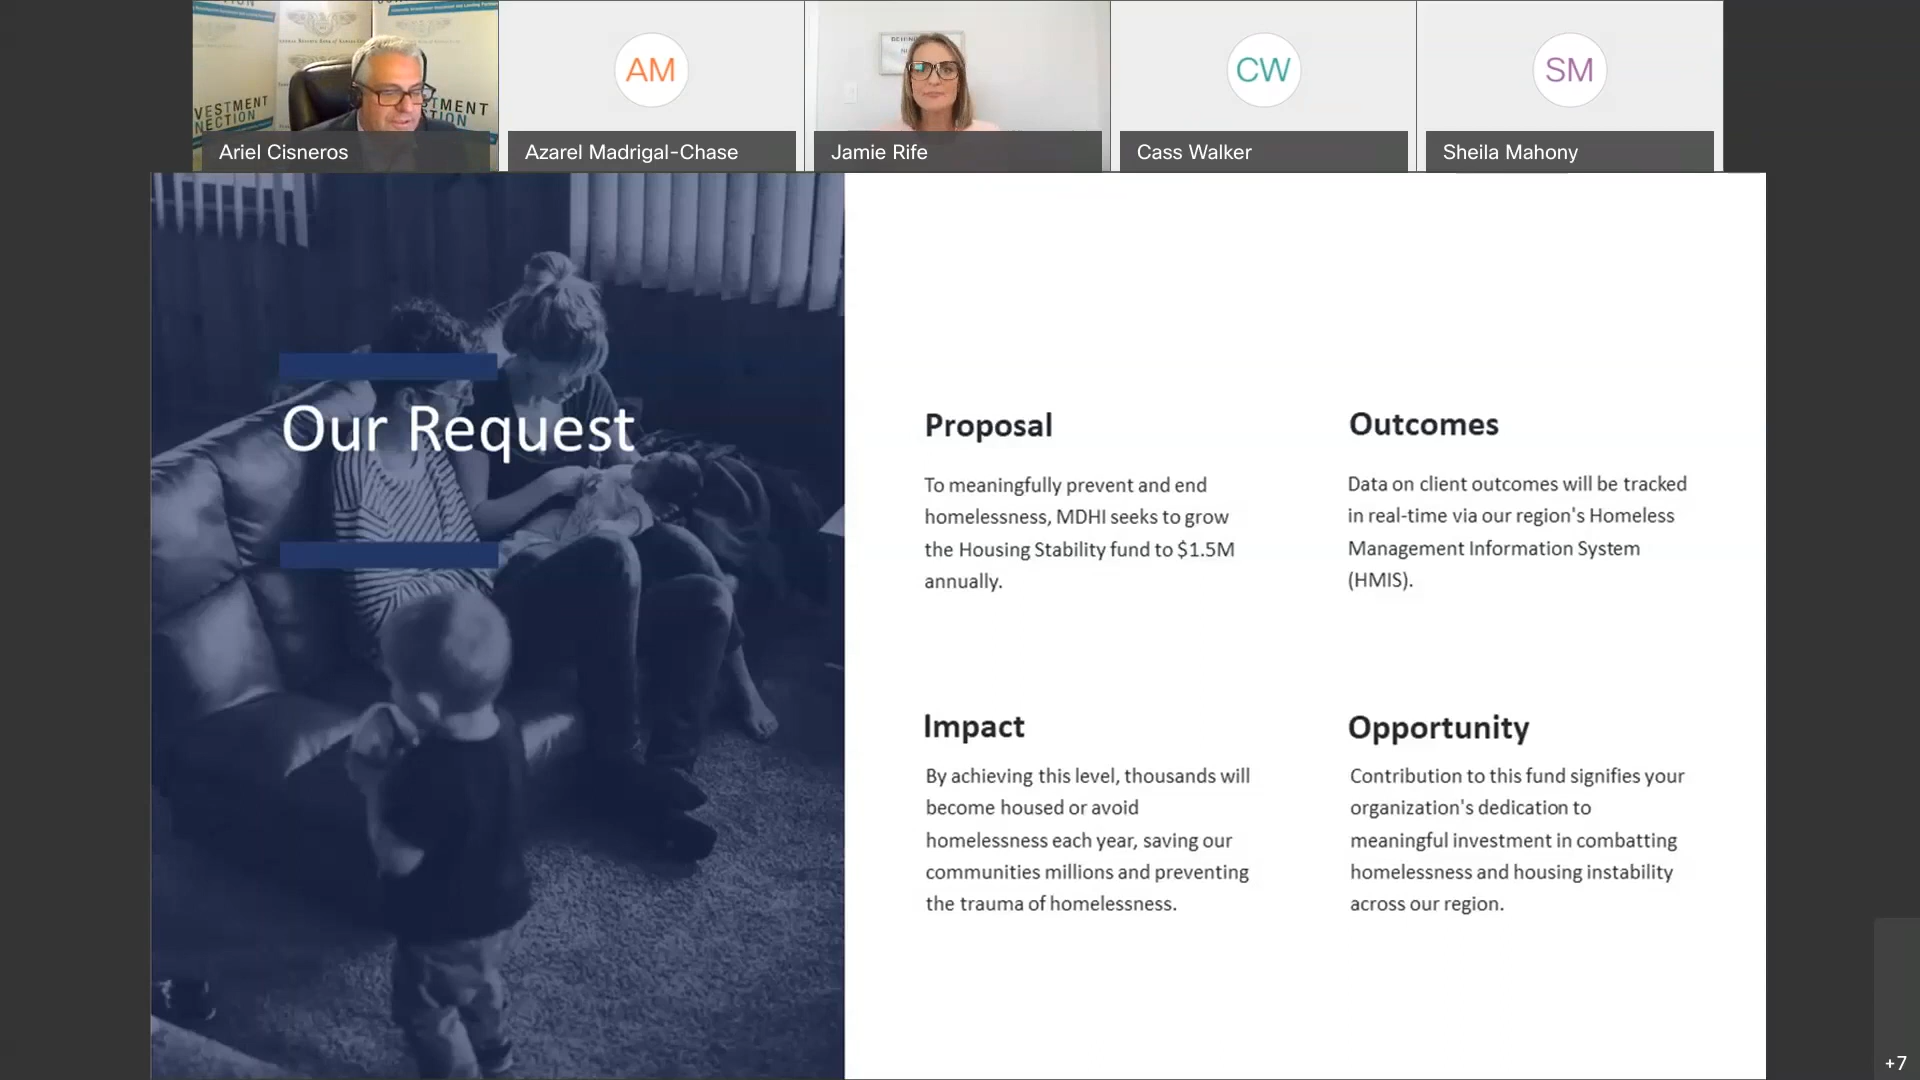 VESTMENT
NNECTION
STMENT
TION
BEHIND
AM
CW
SM
Ariel Cisneros
Azarel Madrigal-Chase
Jamie Rife
Cass Walker
Sheila Mahony
Our Request
Proposal
To meaningfully prevent and end
homelessness, MDHI seeks to grow
the Housing Stability fund to $1.5M
annually.
Outcomes
Data on client outcomes will be tracked
in real-time via our region's Homeless
Management Information System
(HMIS).
Impact
By achieving this level, thousands will
become housed or avoid
homelessness each year, saving our
communities millions and preventing
the trauma of homelessness.
Opportunity
Contribution to this fund signifies your
organization's dedication to
meaningful investment in combatting
homelessness and housing instability
across our region.
+7